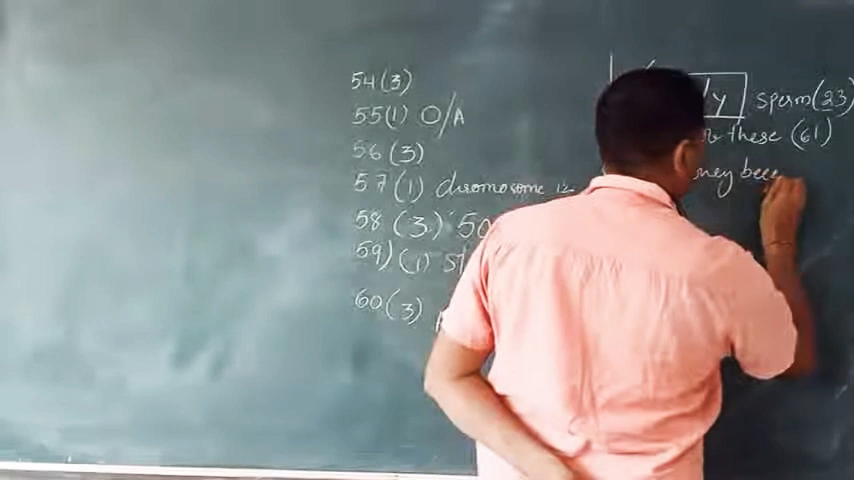 54(3)
55(1) O/A
56(3)
57(1) chromosome 12
58(3) 50
59)(1) St
60(3)
y sperm(23)
these (61)
ney bee